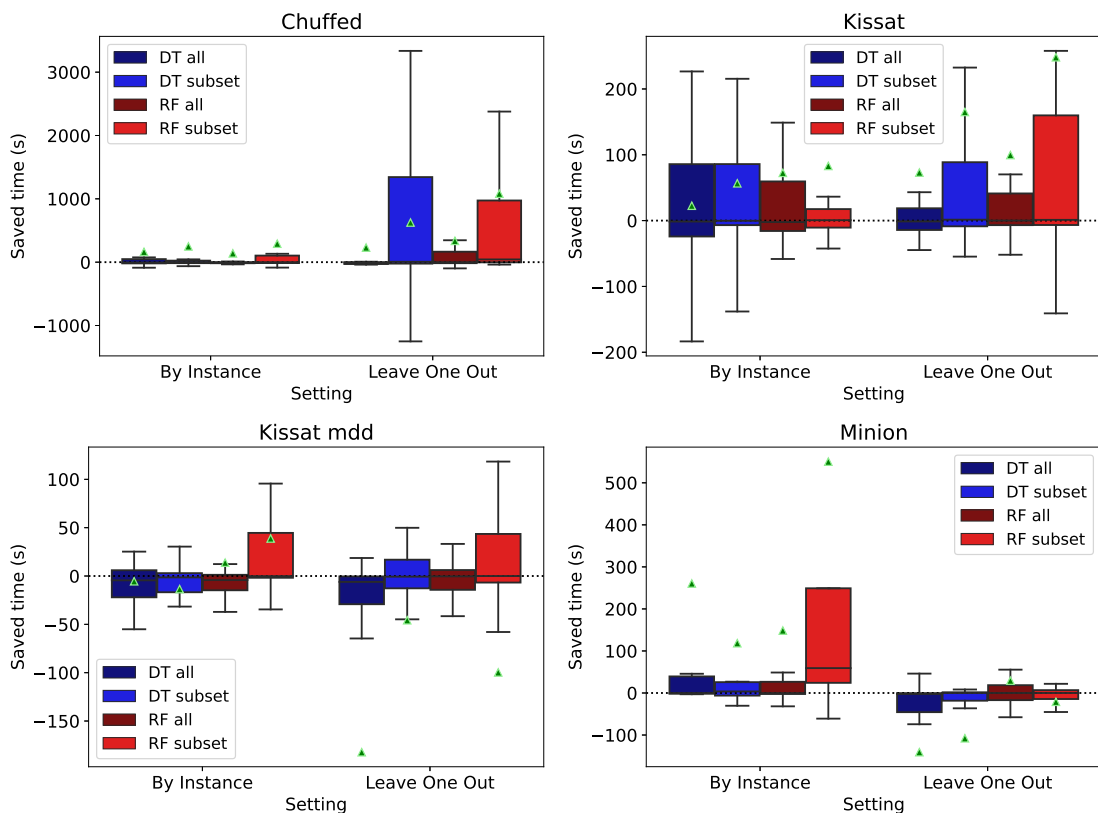 Chuffed
DT all
DT subset
RF all
RF subset
3000
2000
1000
0
−1000
Saved time (s)
By Instance
Leave One Out
Setting
Kissat
DT all
DT subset
RF all
RF subset
200
100
0
−100
−200
Saved time (s)
By Instance
Leave One Out
Setting
Kissat mdd
100
50
0
−50
−100
−150
Saved time (s)
DT all
DT subset
RF all
RF subset
By Instance
Leave One Out
Setting
Minion
DT all
DT subset
RF all
RF subset
500
400
300
200
100
0
−100
Saved time (s)
By Instance
Leave One Out
Setting